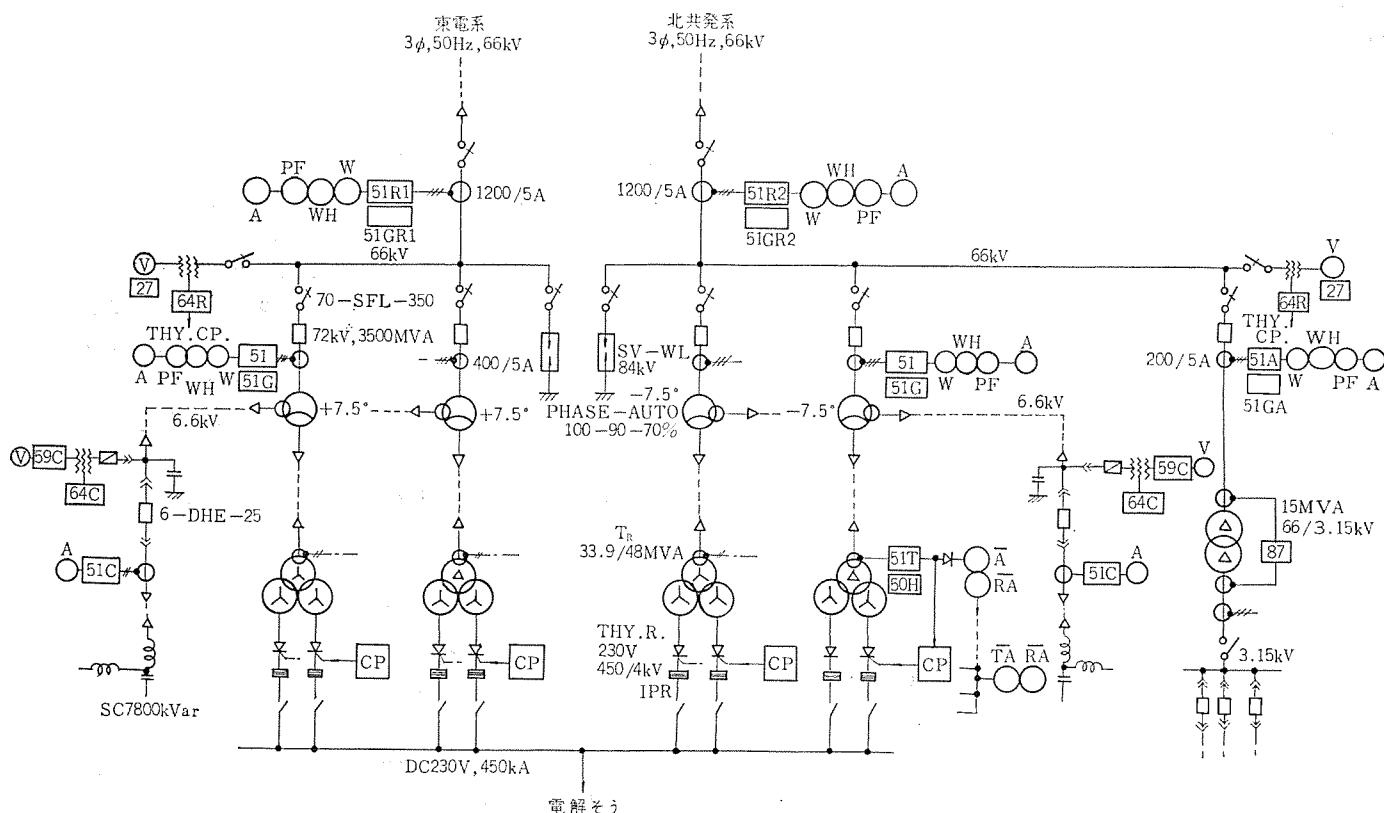 東電系
3φ,50Hz,66kV
北共発系
3φ,50Hz,66kV
PF
W
51R1
1200/5A
A
WH
51GR1
66kV
1200/5A
51R2
WH
A
W
PF
51GR2
66kV
V
27
64R
V
27
64R
70-SFL-350
72kV,3500MVA
THY.CP.
A
PF
WH
W
51
51G
400/5A
SV-WL
84kV
51
51G
WH
W
PF
A
THY.
CP.
200/5A
51A
WH
W
PF
A
51GA
+7.5°
+7.5°
-7.5°
PHASE-AUTO
100-90-70%
-7.5°
6.6kV
6.6kV
V
59C
64C
6-DHE-25
A
51C
SC7800kVar
59C
V
64C
51C
A
15MVA
66/3.15kV
87
3.15kV
TR
33.9/48MVA
51T
50H
A
RA
THY.R.
230V
450/4kV
IPR
CP
CP
CP
CP
TA
RA
DC230V,450kA
電解そう